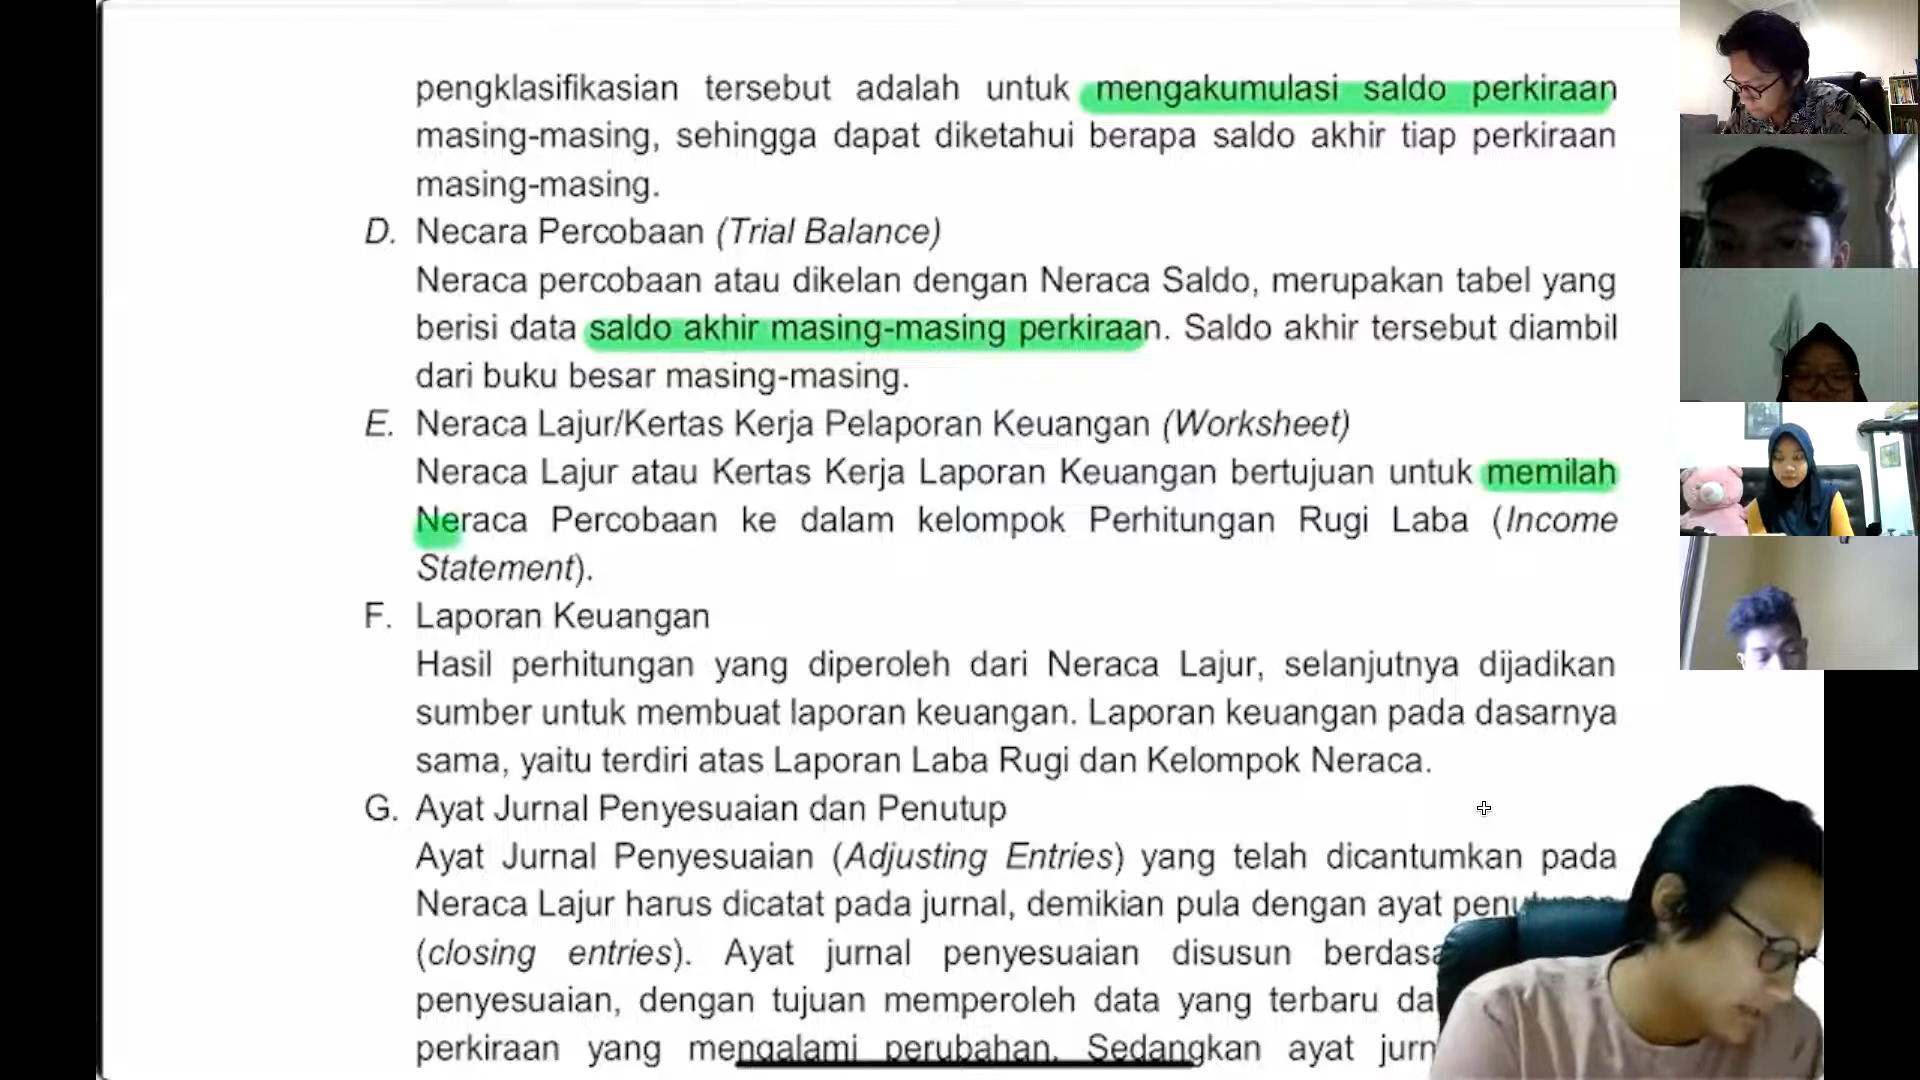 pengklasifikasian tersebut adalah untuk mengakumulasi saldo perkiraan
masing-masing, sehingga dapat diketahui berapa saldo akhir tiap perkiraan
masing-masing.
D. Necara Percobaan (Trial Balance)
Neraca percobaan atau dikelan dengan Neraca Saldo, merupakan tabel yang
berisi data saldo akhir masing-masing perkiraan. Saldo akhir tersebut diambil
dari buku besar masing-masing.
E. Neraca Lajur/Kertas Kerja Pelaporan Keuangan (Worksheet)
Neraca Lajur atau Kertas Kerja Laporan Keuangan bertujuan untuk memilah
Neraca Percobaan ke dalam kelompok Perhitungan Rugi Laba (Income
Statement).
F. Laporan Keuangan
Hasil perhitungan yang diperoleh dari Neraca Lajur, selanjutnya dijadikan
sumber untuk membuat laporan keuangan. Laporan keuangan pada dasarnya
sama, yaitu terdiri atas Laporan Laba Rugi dan Kelompok Neraca.
G. Ayat Jurnal Penyesuaian dan Penutup
Ayat Jurnal Penyesuaian (Adjusting Entries) yang telah dicantumkan pada
Neraca Lajur harus dicatat pada jurnal, demikian pula dengan ayat
(closing entries). Ayat jurnal penyesuaian disusun
penyesuaian, dengan tujuan memperoleh data yang terbaru
perkiraan yang mengalami perubahan. Sedangkan ayat